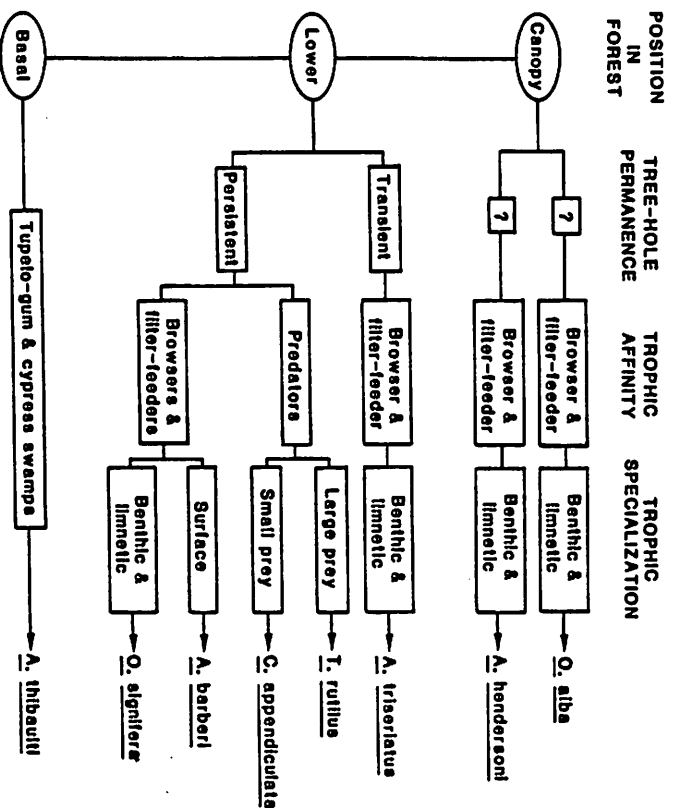 POSITION
IN
FOREST
TREE-HOLE
PERMANENCE
TROPHIC
AFFINITY
TROPHIC
SPECIALIZATION
Canopy
?
Browser &
filter-feeder
Benthic &
limnetic
O. alba
?
Browser &
filter-feeder
Benthic &
limnetic
A. hendersoni
Lower
Transient
Browser &
filter-feeder
Benthic &
limnetic
A. triseriatus
Persistent
Predators
Large prey
T. rutilus
Small prey
C. appendiculata
Browsers &
filter-feeders
Surface
A. barberi
Benthic &
limnetic
O. signifera
Basal
Tupelo-gum & cypress swamps
A. thibaulti